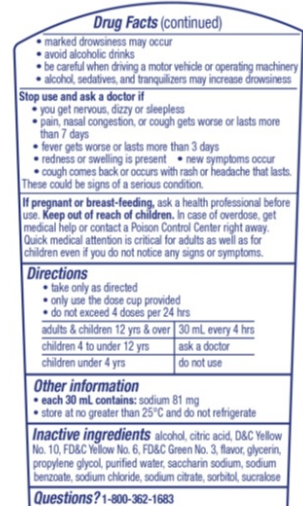 Drug Facts (continued)
• marked drowsiness may occur
• avoid alcoholic drinks
• be careful when driving a motor vehicle or operating machinery
• alcohol, sedatives, and tranquilizers may increase drowsiness
Stop use and ask a doctor if
• you get nervous, dizzy or sleepless
• pain, nasal congestion, or cough gets worse or lasts more
than 7 days
• fever gets worse or lasts more than 3 days
• redness or swelling is present • new symptoms occur
• cough comes back or occurs with rash or headache that lasts.
These could be signs of a serious condition.
If pregnant or breast-feeding, ask a health professional before
use. Keep out of reach of children. In case of overdose, get
medical help or contact a Poison Control Center right away.
Quick medical attention is critical for adults as well as for
children even if you do not notice any signs or symptoms.
Directions
• take only as directed
• only use the dose cup provided
• do not exceed 4 doses per 24 hrs
adults & children 12 yrs & over 30 mL every 4 hrs
children 4 to under 12 yrs ask a doctor
children under 4 yrs do not use
Other information
• each 30 mL contains: sodium 81 mg
• store at no greater than 25°C and do not refrigerate
Inactive ingredients alcohol, citric acid, D&C Yellow
No. 10, FD&C Yellow No. 6, FD&C Green No 3, flavor, glycerin,
propylene glycol, purified water, saccharin sodium, sodium
benzoate, sodium chloride, sodium citrate, sorbitol, sucralose
Questions? 1-800-362-1683